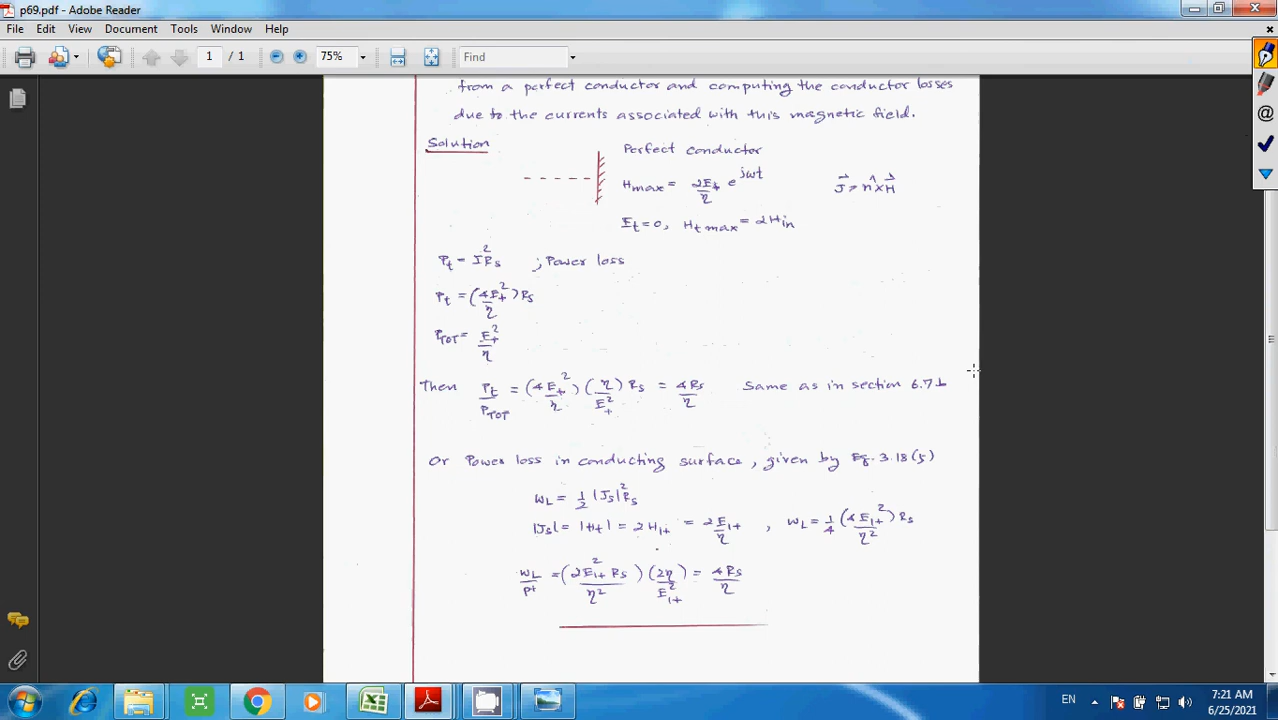 p69.pdf - Adobe Reader
File Edit View Document Tools Window Help
1 / 1 75% Find
from a perfect conductor and computing the conductor losses
due to the currents associated with this magnetic field.
Solution
Perfect conductor
Hmax = 2E+/η e^jωt
J = n̂ × H
Et=0, Ht max = 2Hin
Pt = I²Rs ; Power loss
Pt = (4E+²/η) Rs
PTOT = E+²/η
Then Pt/PTOT = (4E+²/η) (η/E+²) Rs = 4Rs/η Same as in section 6.7b
Or Power loss in conducting surface, given by Eq. 3.18(5)
WL = 1/2 |Js|² Rs
|Js| = |Ht| = 2H1+ = 2E1+/η , WL = 1/4 (4E1+²/η²) Rs
WL/Pt = (2E1+² Rs/η²) (2η/E1+²) = 4Rs/η
EN
7:21 AM
6/25/2021